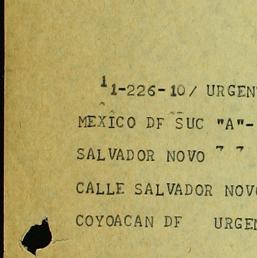 11-226-10/ URGEN
MEXICO DF SUC "A"-
SALVADOR NOVO " "
CALLE SALVADOR NOVO
COYOACAN DF URGEN